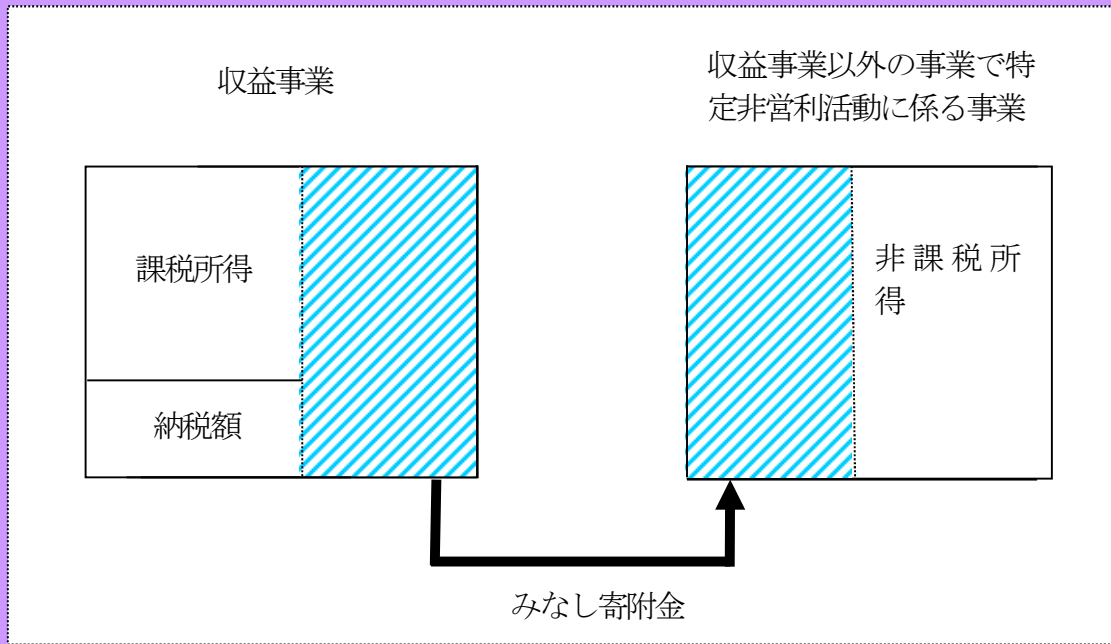 収益事業
収益事業以外の事業で特
定非営利活動に係る事業
課税所得
納税額
非課税所
得
みなし寄附金